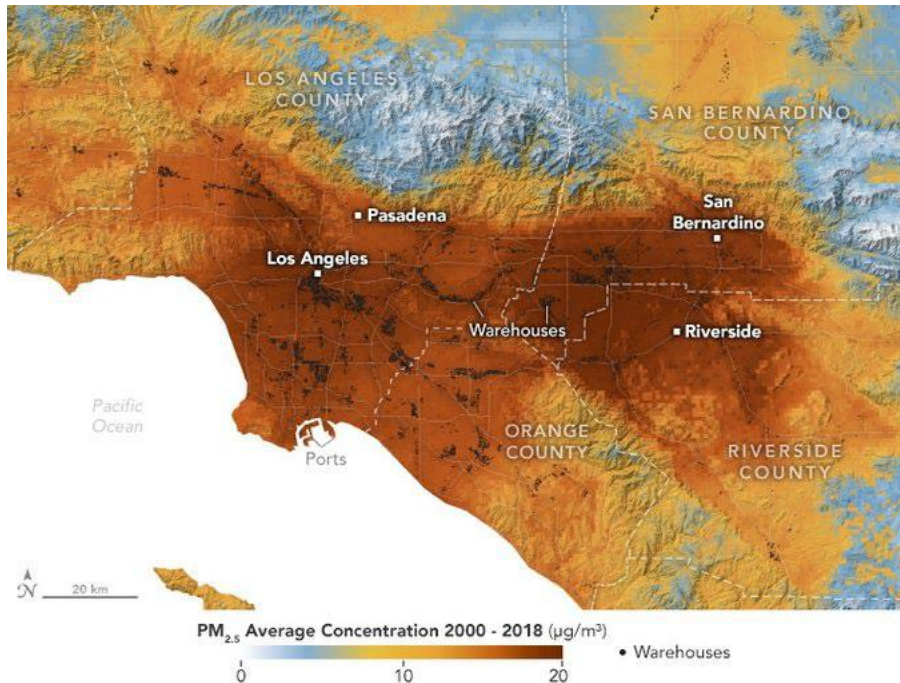 LOS ANGELES
COUNTY
SAN BERNARDINO
COUNTY
Pasadena
San
Bernardino
Los Angeles
Warehouses
Riverside
Pacific
Ocean
Ports
ORANGE
COUNTY
RIVERSIDE
COUNTY
N
20 km
PM2.5 Average Concentration 2000 - 2018 (µg/m³)
0 10 20
Warehouses